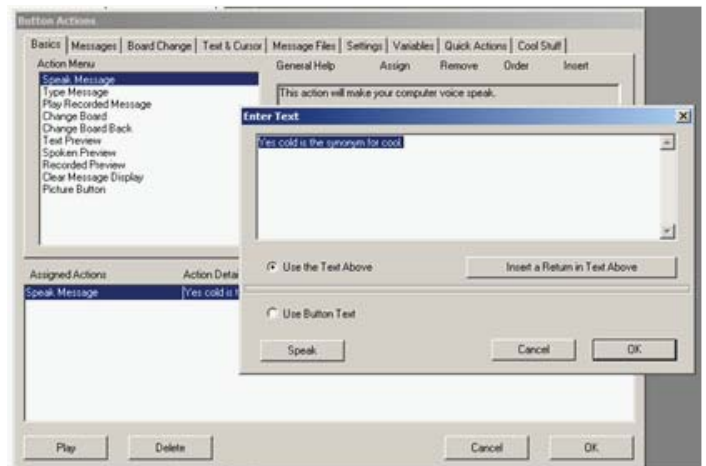 Button Actions
Basics Messages Board Change Text & Cursor Message Files Settings Variables Quick Actions Cool Stuff
Action Menu
General Help Assign Remove Order Insert
Speak Message
Type Message
Play Recorded Message
Change Board
Change Board Back
Text Preview
Spoken Preview
Recorded Preview
Clear Message Display
Picture Button
This action will make your computer voice speak.
Enter Text
Yes cold is the synonym for cool.
Use the Text Above
Insert a Return in Text Above
Use Button Text
Speak Cancel OK
Assigned Actions Action Detai
Speak Message Yes cold is
Play Delete Cancel OK